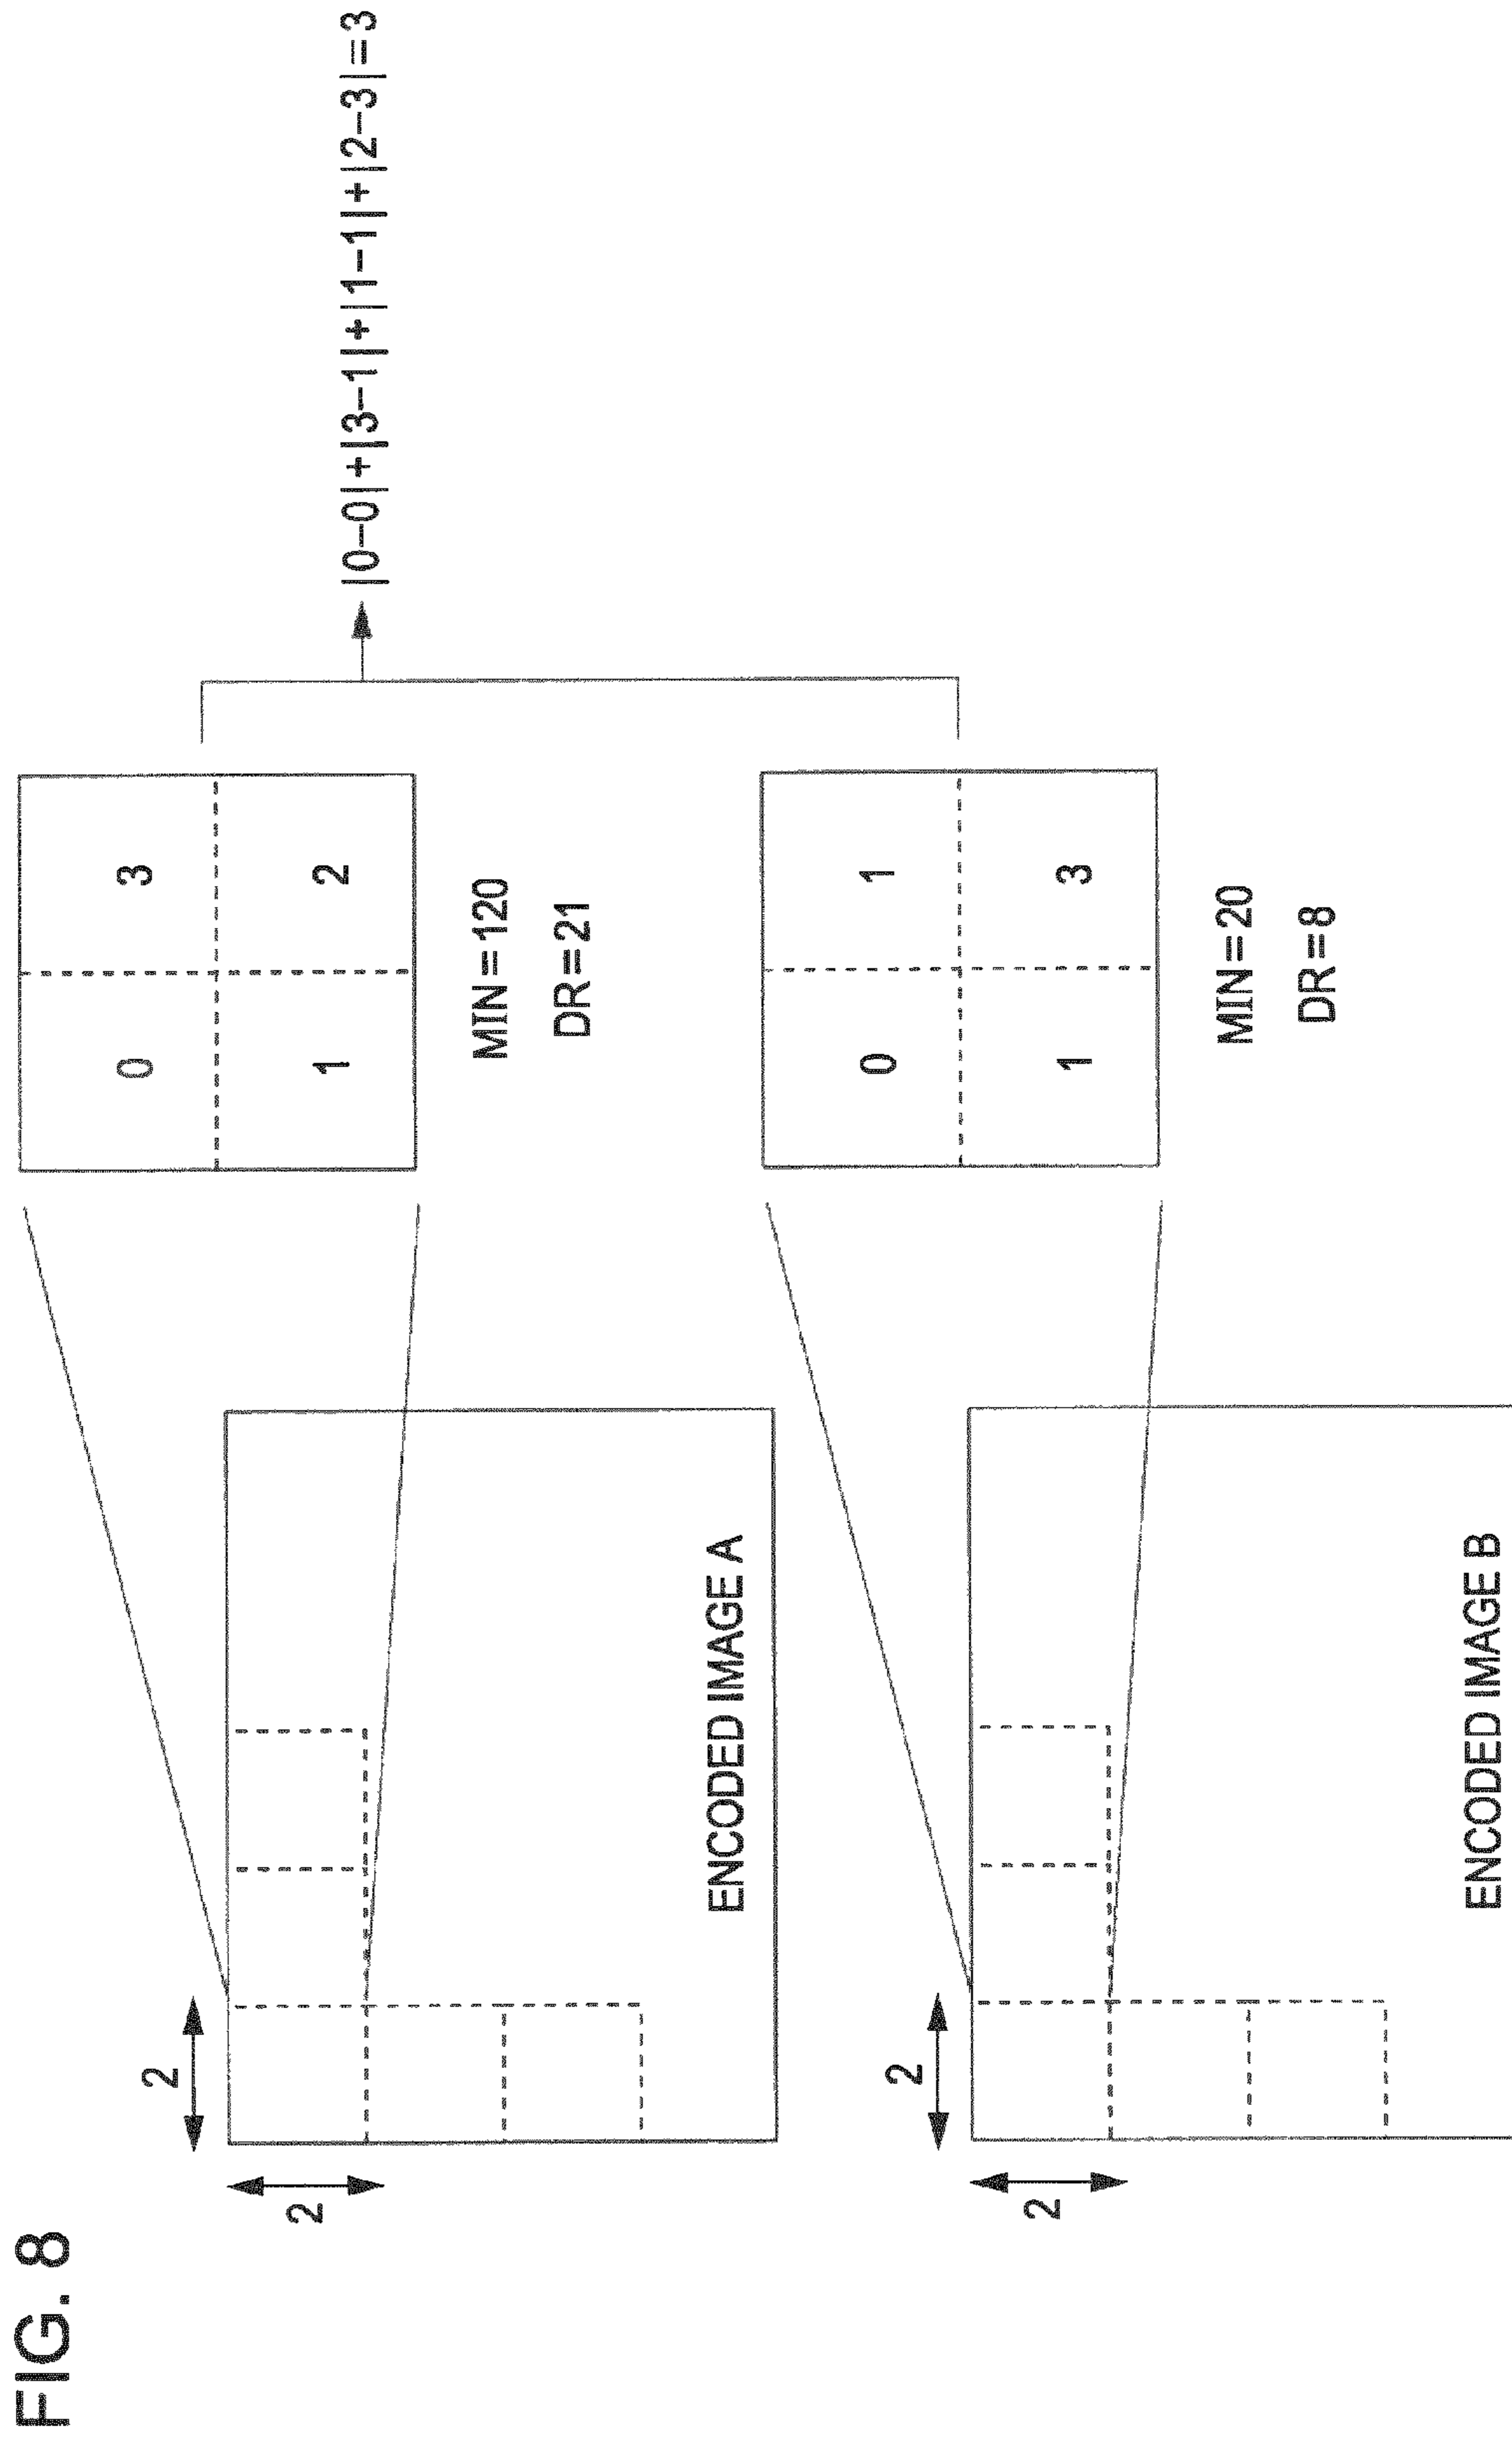 FIG. 8
2
2
ENCODED IMAGE A
0 3
1 2
MIN=120
DR=21
|0-0|+|3-1|+|1-1|+|2-3|=3
2
2
ENCODED IMAGE B
0 1
1 3
MIN=20
DR=8